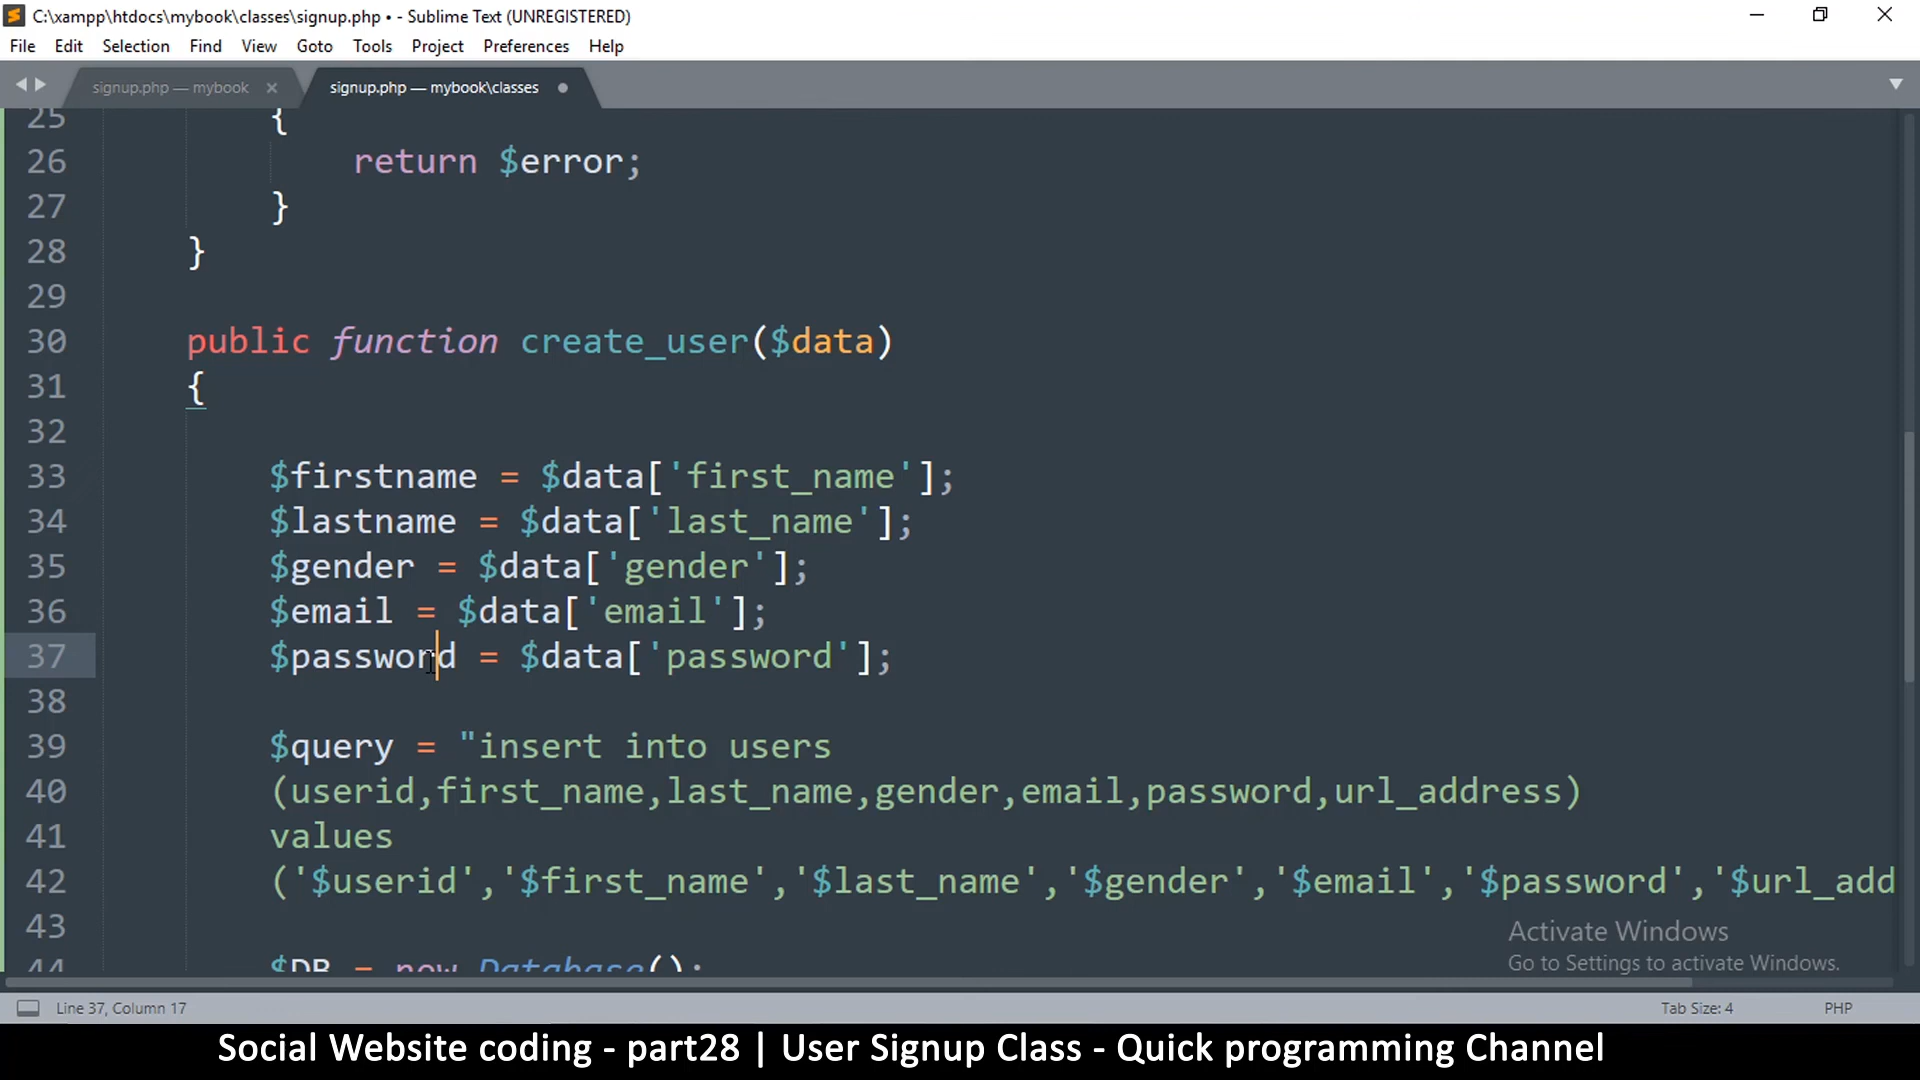 C:\xampp\htdocs\mybook\classes\signup.php • - Sublime Text (UNREGISTERED)
File Edit Selection Find View Goto Tools Project Preferences Help
signup.php — mybook × signup.php — mybook\classes
25 {
26 return $error;
27 }
28 }
29
30 public function create_user($data)
31 {
32
33 $firstname = $data['first_name'];
34 $lastname = $data['last_name'];
35 $gender = $data['gender'];
36 $email = $data['email'];
37 $password = $data['password'];
38
39 $query = "insert into users
40 (userid,first_name,last_name,gender,email,password,url_address)
41 values
42 ('$userid','$first_name','$last_name','$gender','$email','$password','$url_add
43
44 $DB = new Database();
Activate Windows
Go to Settings to activate Windows.
Line 37, Column 17 Tab Size: 4 PHP
Social Website coding - part28 | User Signup Class - Quick programming Channel